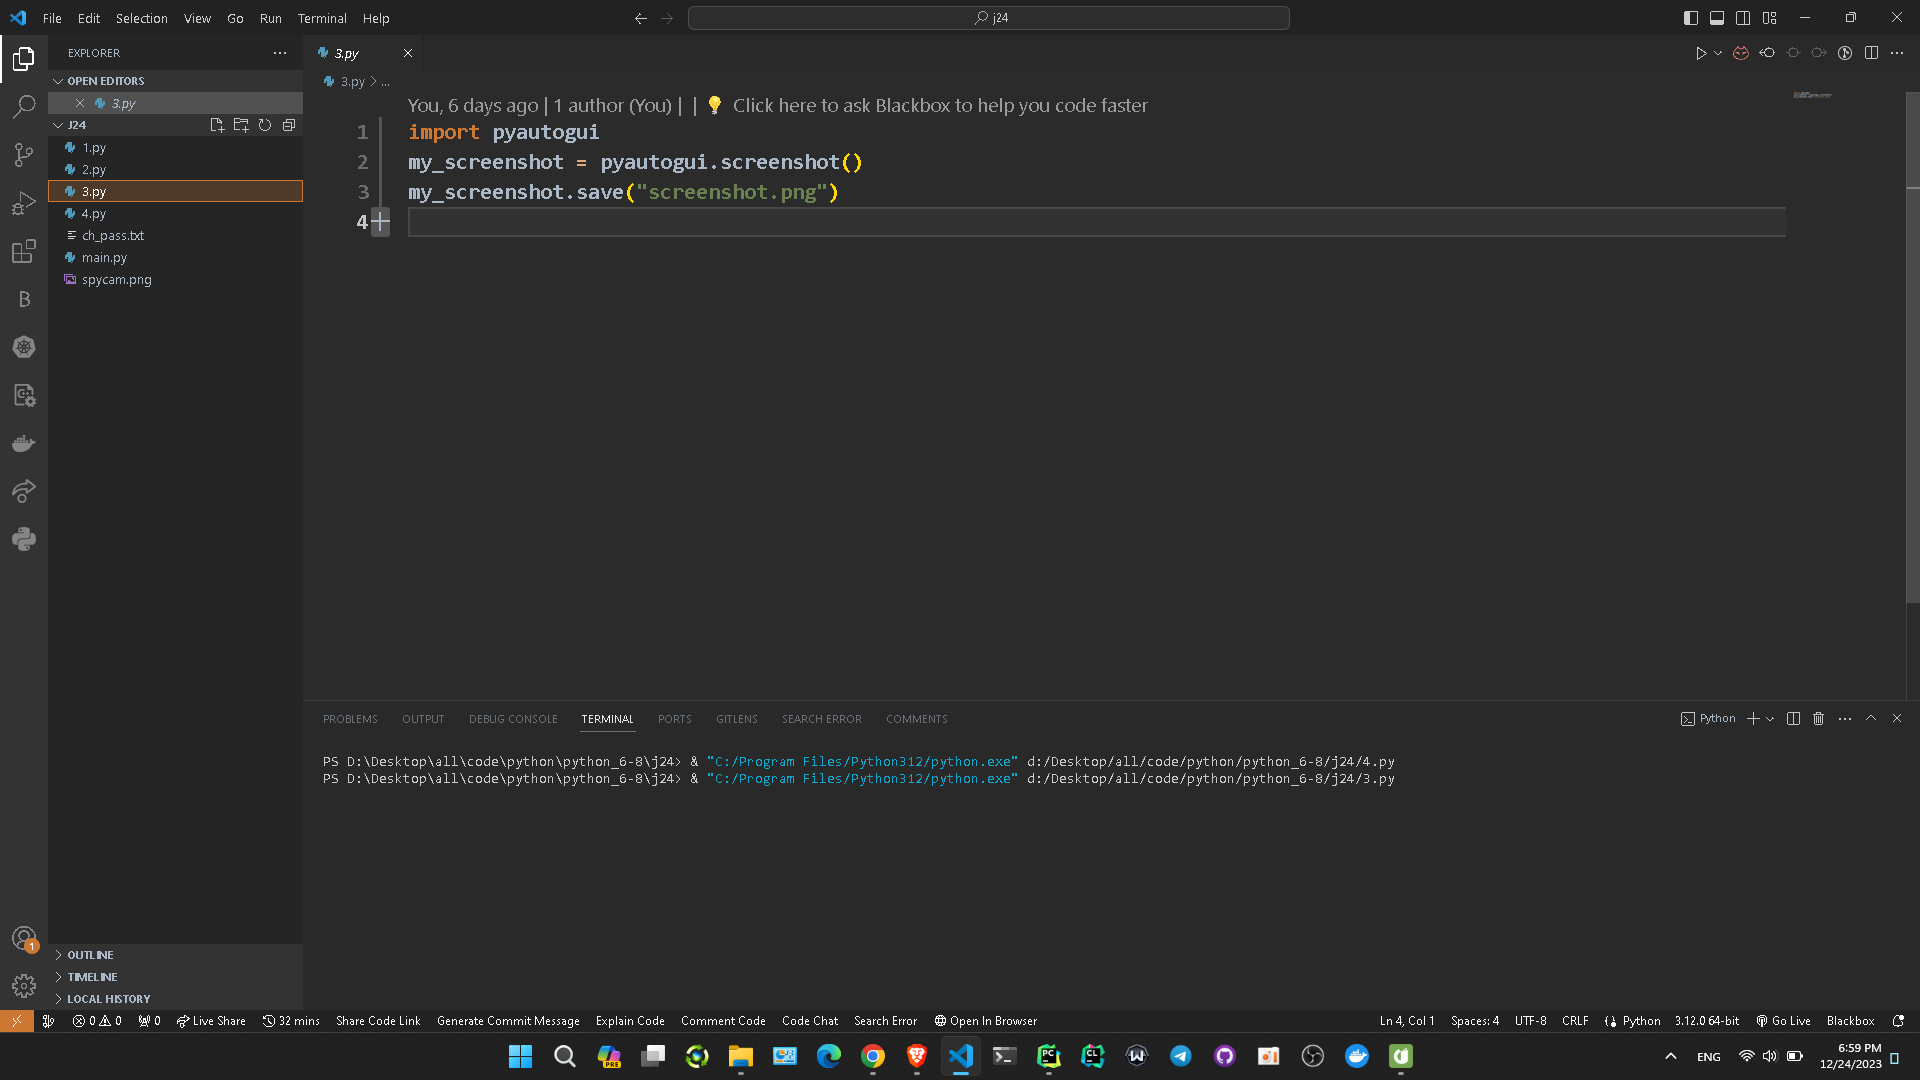 File Edit Selection View Go Run Terminal Help
j24
EXPLORER
OPEN EDITORS
3.py
J24
1.py
2.py
3.py
4.py
ch_pass.txt
main.py
spycam.png
OUTLINE
TIMELINE
LOCAL HISTORY
3.py
3.py > ...
You, 6 days ago | 1 author (You) | | Click here to ask Blackbox to help you code faster
1 import pyautogui
2 my_screenshot = pyautogui.screenshot()
3 my_screenshot.save("screenshot.png")
4
PROBLEMS OUTPUT DEBUG CONSOLE TERMINAL PORTS GITLENS SEARCH ERROR COMMENTS
Python
PS D:\Desktop\all\code\python\python_6-8\j24> & "C:/Program Files/Python312/python.exe" d:/Desktop/all/code/python/python_6-8/j24/4.py
PS D:\Desktop\all\code\python\python_6-8\j24> & "C:/Program Files/Python312/python.exe" d:/Desktop/all/code/python/python_6-8/j24/3.py
1
0 0 0 Live Share 32 mins Share Code Link Generate Commit Message Explain Code Comment Code Code Chat Search Error Open In Browser
Ln 4, Col 1 Spaces: 4 UTF-8 CRLF Python 3.12.0 64-bit Go Live Blackbox
PRE
PC
CL
ENG
6:59 PM
12/24/2023